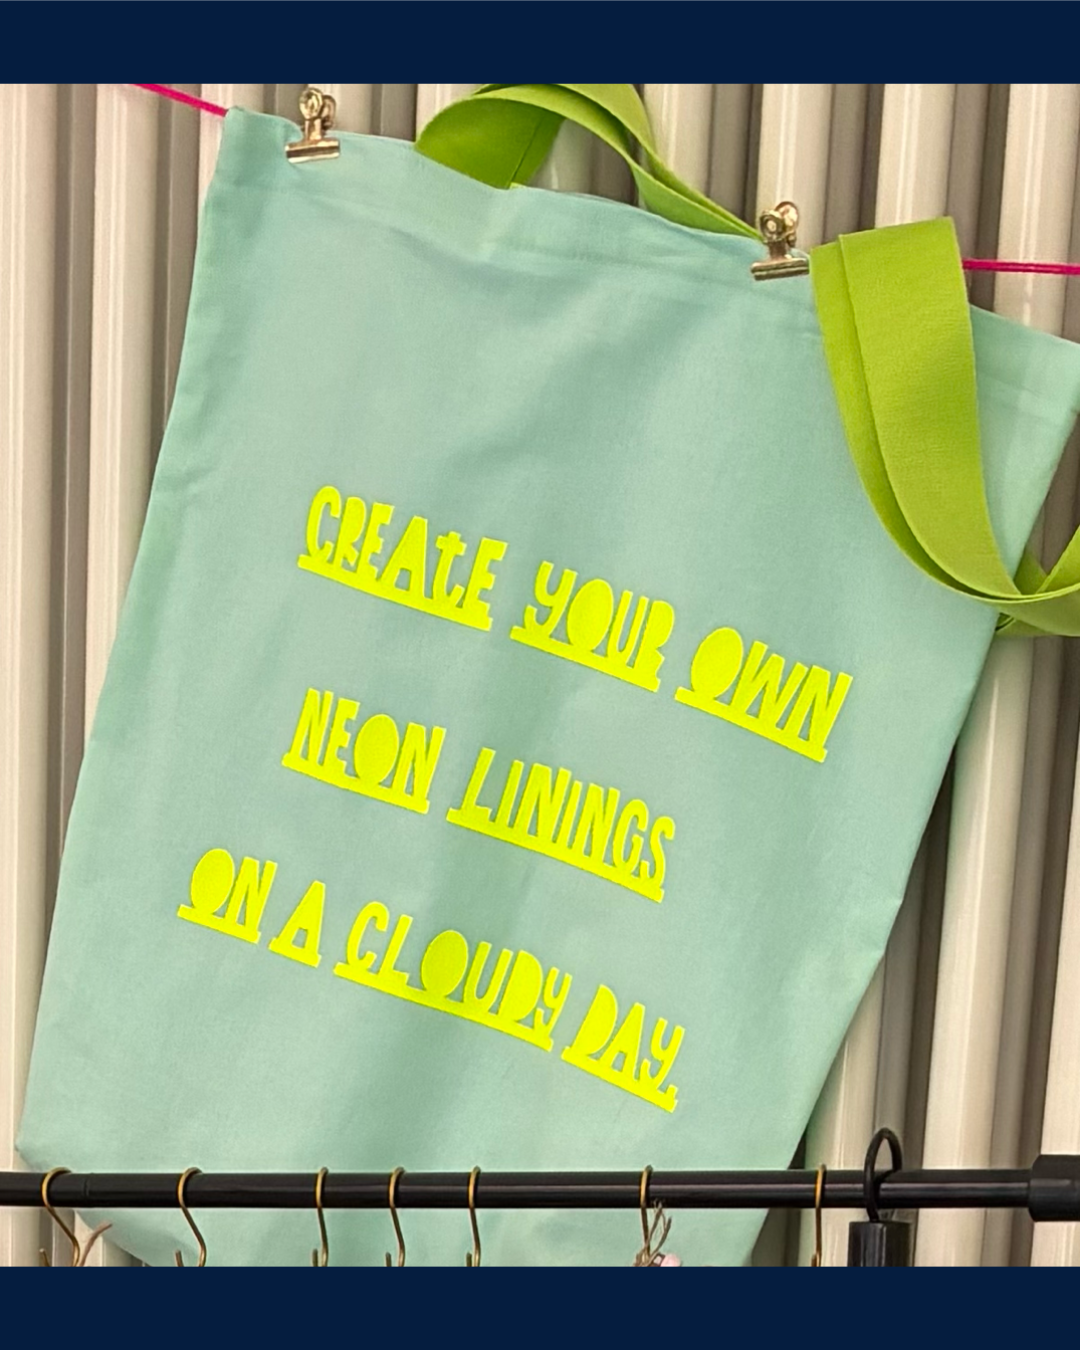 CREATE YOUR OWN
NEON LININGS
ON A CLOUDY DAY.